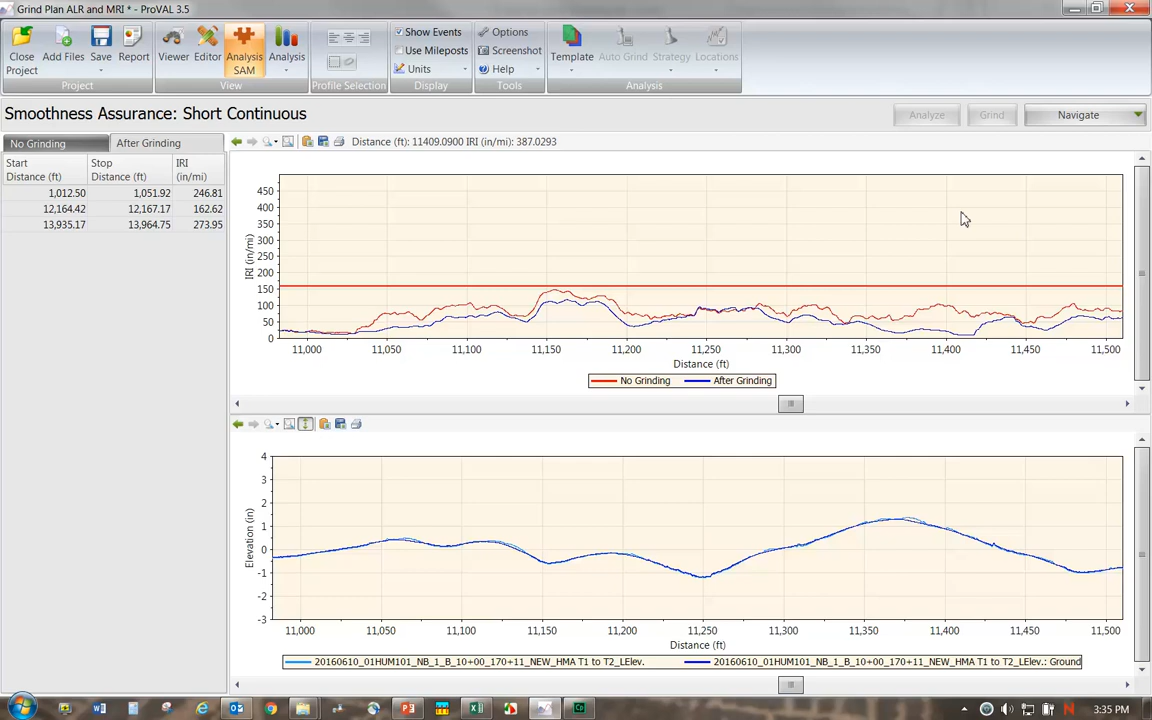 Grind Plan ALR and MRI * - ProVAL 3.5
Close Project
Add Files
Save
Report
Project
Viewer
Editor
Analysis SAM
Analysis
View
Profile Selection
Show Events
Use Mileposts
Units
Display
Options
Screenshot
Help
Tools
Template
Auto Grind
Strategy
Locations
Analysis
Smoothness Assurance: Short Continuous
Analyze
Grind
Navigate
No Grinding
After Grinding
Start Distance (ft)
Stop Distance (ft)
IRI (in/mi)
1,012.50 1,051.92 246.81
12,164.42 12,167.17 162.62
13,935.17 13,964.75 273.95
Distance (ft): 11409.0900 IRI (in/mi): 387.0293
450
400
350
300
250
200
150
100
50
0
IRI (in/mi)
11,000 11,050 11,100 11,150 11,200 11,250 11,300 11,350 11,400 11,450 11,500
Distance (ft)
No Grinding
After Grinding
4
3
2
1
0
-1
-2
-3
Elevation (in)
11,000 11,050 11,100 11,150 11,200 11,250 11,300 11,350 11,400 11,450 11,500
Distance (ft)
20160610_01HUM101_NB_1_B_10+00_170+11_NEW_HMA T1 to T2_LElev.
20160610_01HUM101_NB_1_B_10+00_170+11_NEW_HMA T1 to T2_LElev.: Ground
3:35 PM